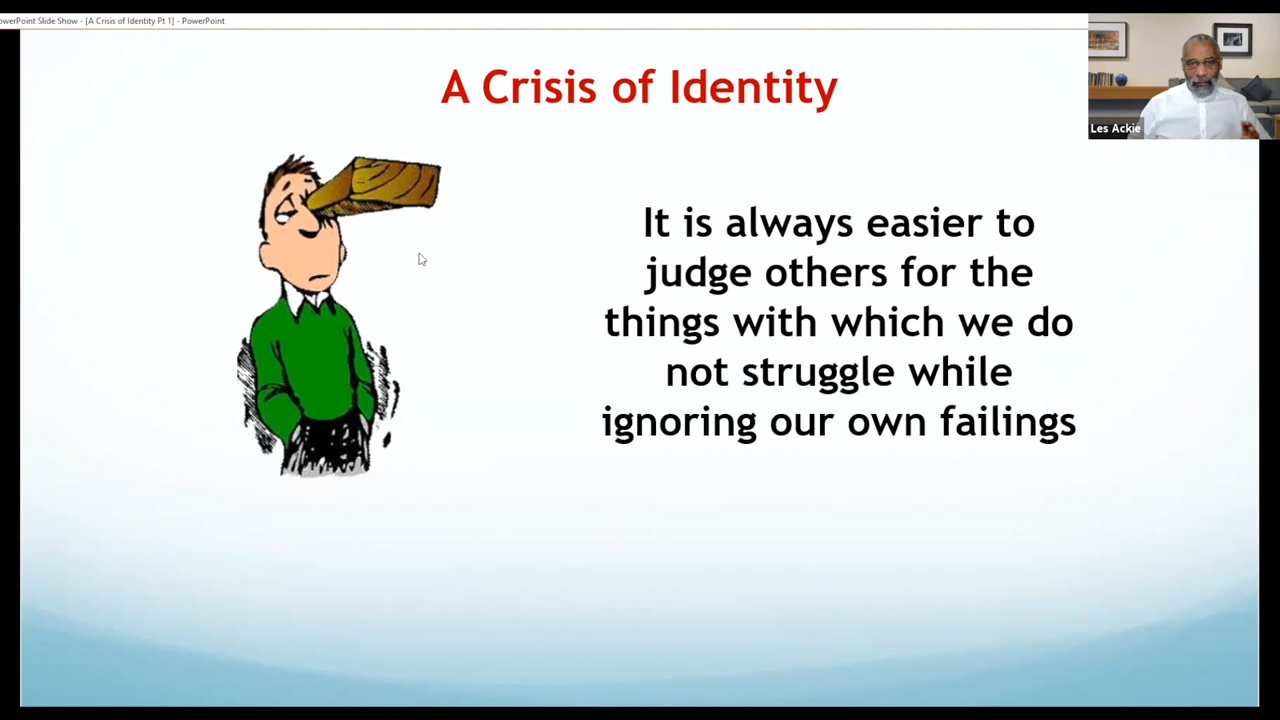 owerPoint Slide Show - [A Crisis of Identity Pt 1] - PowerPoint
A Crisis of Identity
Les Ackie
It is always easier to
judge others for the
things with which we do
not struggle while
ignoring our own failings